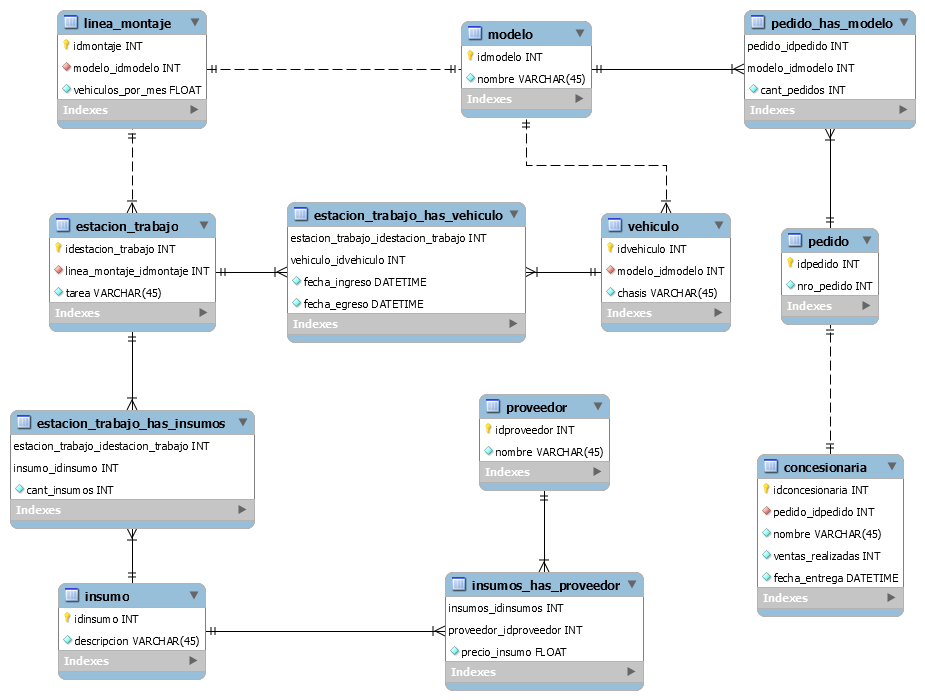 linea_montaje
idmontaje INT
modelo_idmodelo INT
vehiculos_por_mes FLOAT
Indexes
modelo
idmodelo INT
nombre VARCHAR(45)
Indexes
pedido_has_modelo
pedido_idpedido INT
modelo_idmodelo INT
cant_pedidos INT
Indexes
estacion_trabajo
idestacion_trabajo INT
linea_montaje_idmontaje INT
tarea VARCHAR(45)
Indexes
estacion_trabajo_has_vehiculo
estacion_trabajo_idestacion_trabajo INT
vehiculo_idvehiculo INT
fecha_ingreso DATETIME
fecha_egreso DATETIME
Indexes
vehiculo
idvehiculo INT
modelo_idmodelo INT
chasis VARCHAR(45)
Indexes
pedido
idpedido INT
nro_pedido INT
Indexes
estacion_trabajo_has_insumos
estacion_trabajo_idestacion_trabajo INT
insumo_idinsumo INT
cant_insumos INT
Indexes
proveedor
idproveedor INT
nombre VARCHAR(45)
Indexes
concesionaria
idconcesionaria INT
pedido_idpedido INT
nombre VARCHAR(45)
ventas_realizadas INT
fecha_entrega DATETIME
Indexes
insumo
idinsumo INT
descripcion VARCHAR(45)
Indexes
insumos_has_proveedor
insumos_idinsumos INT
proveedor_idproveedor INT
precio_insumo FLOAT
Indexes